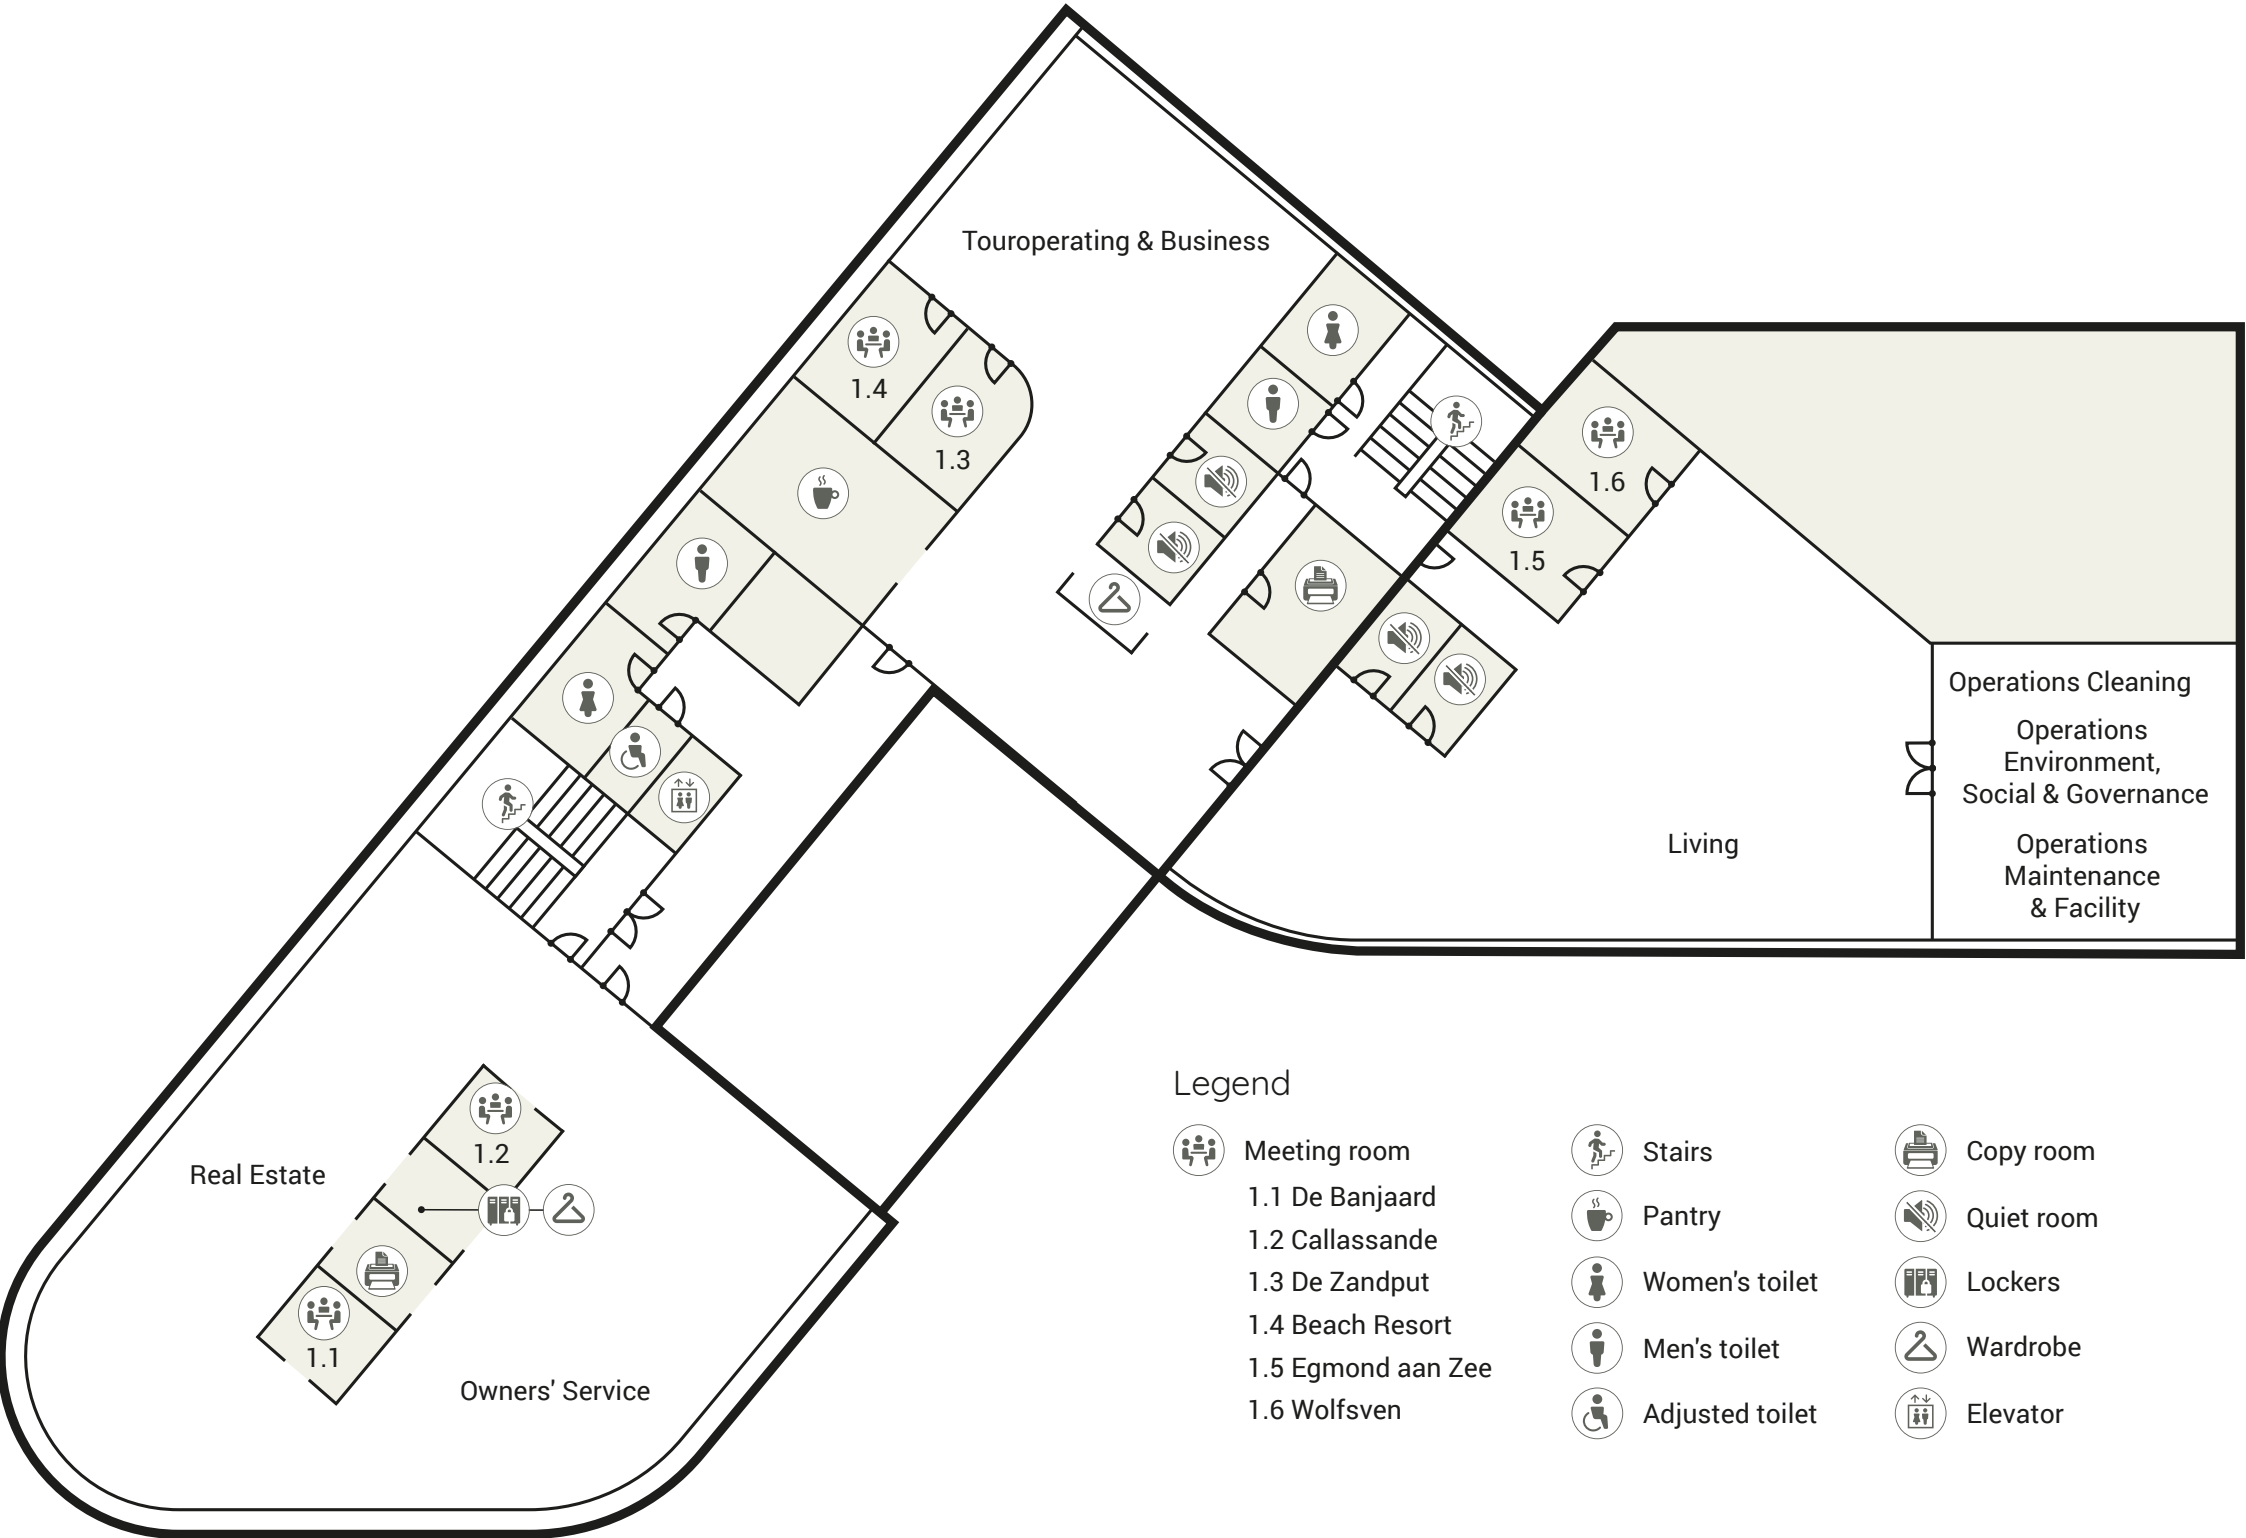 Touroperating & Business
1.4
1.3
1.6
1.5
Operations Cleaning
Operations
Environment,
Social & Governance
Operations
Maintenance
& Facility
Living
1.2
Real Estate
1.1
Owners' Service
Legend
Meeting room
1.1 De Banjaard
1.2 Callassande
1.3 De Zandput
1.4 Beach Resort
1.5 Egmond aan Zee
1.6 Wolfsven
Stairs
Pantry
Women's toilet
Men's toilet
Adjusted toilet
Copy room
Quiet room
Lockers
Wardrobe
Elevator